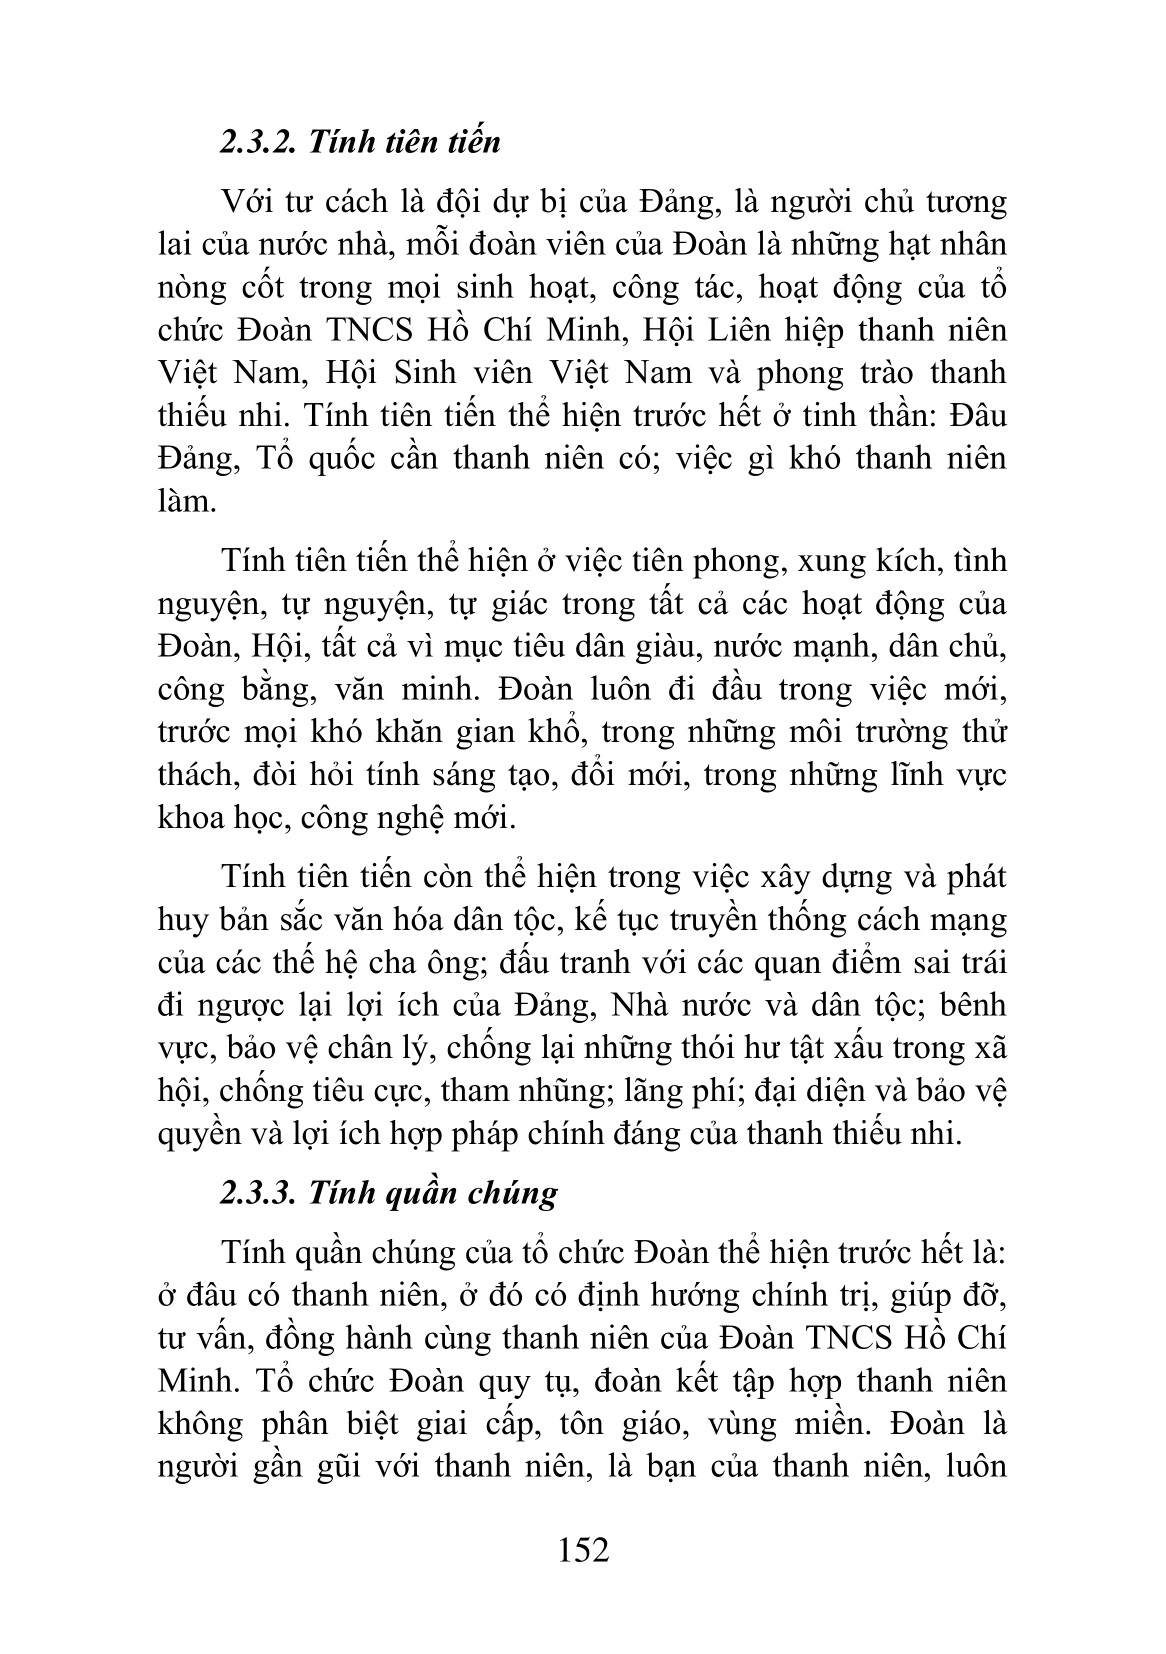 2.3.2. Tính tiên tiến
Với tư cách là đội dự bị của Đảng, là người chủ tương
lai của nước nhà, mỗi đoàn viên của Đoàn là những hạt nhân
nòng cốt trong mọi sinh hoạt, công tác, hoạt động của tổ
chức Đoàn TNCS Hồ Chí Minh, Hội Liên hiệp thanh niên
Việt Nam, Hội Sinh viên Việt Nam và phong trào thanh
thiếu nhi. Tính tiên tiến thể hiện trước hết ở tinh thần: Đâu
Đảng, Tổ quốc cần thanh niên có; việc gì khó thanh niên
làm.
Tính tiên tiến thể hiện ở việc tiên phong, xung kích, tình
nguyện, tự nguyện, tự giác trong tất cả các hoạt động của
Đoàn, Hội, tất cả vì mục tiêu dân giàu, nước mạnh, dân chủ,
công bằng, văn minh. Đoàn luôn đi đầu trong việc mới,
trước mọi khó khăn gian khổ, trong những môi trường thử
thách, đòi hỏi tính sáng tạo, đổi mới, trong những lĩnh vực
khoa học, công nghệ mới.
Tính tiên tiến còn thể hiện trong việc xây dựng và phát
huy bản sắc văn hóa dân tộc, kế tục truyền thống cách mạng
của các thế hệ cha ông; đấu tranh với các quan điểm sai trái
đi ngược lại lợi ích của Đảng, Nhà nước và dân tộc; bênh
vực, bảo vệ chân lý, chống lại những thói hư tật xấu trong xã
hội, chống tiêu cực, tham nhũng; lãng phí; đại diện và bảo vệ
quyền và lợi ích hợp pháp chính đáng của thanh thiếu nhi.
2.3.3. Tính quần chúng
Tính quần chúng của tổ chức Đoàn thể hiện trước hết là:
ở đâu có thanh niên, ở đó có định hướng chính trị, giúp đỡ,
tư vấn, đồng hành cùng thanh niên của Đoàn TNCS Hồ Chí
Minh. Tổ chức Đoàn quy tụ, đoàn kết tập hợp thanh niên
không phân biệt giai cấp, tôn giáo, vùng miền. Đoàn là
người gần gũi với thanh niên, là bạn của thanh niên, luôn
152